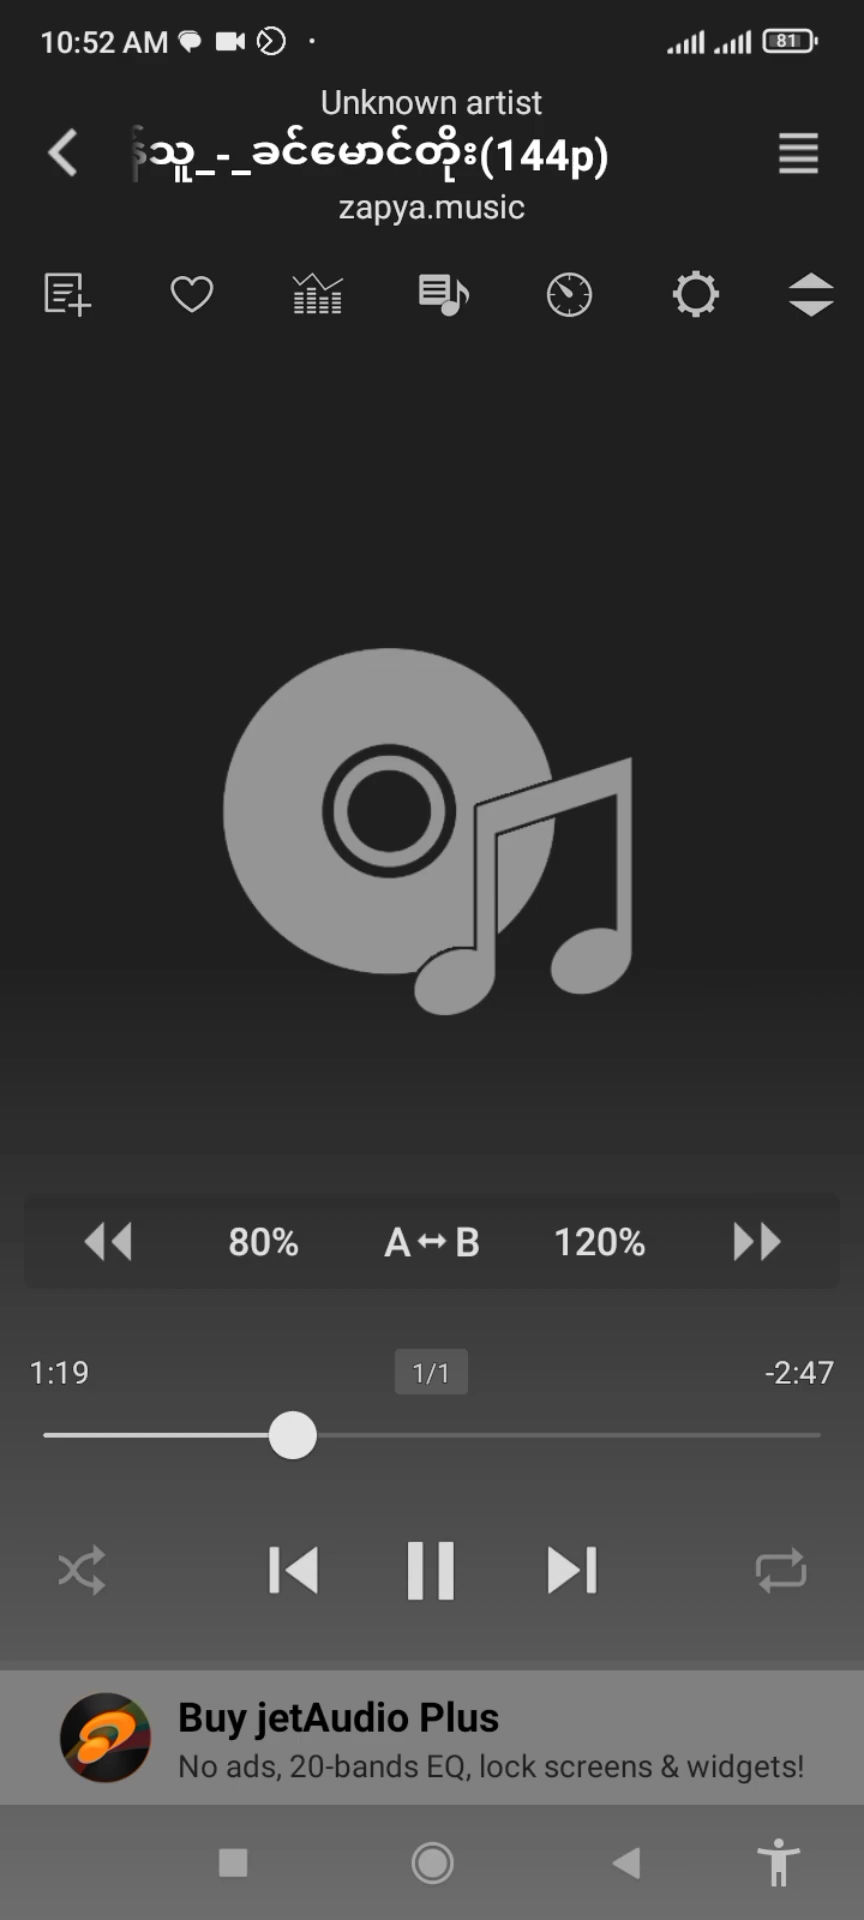 10:52 AM
81
Unknown artist
သူ_-_ခင်မောင်တိုး(144p)
zapya.music
80%
A↔B
120%
1:19
1/1
-2:47
Buy jetAudio Plus
No ads, 20-bands EQ, lock screens & widgets!